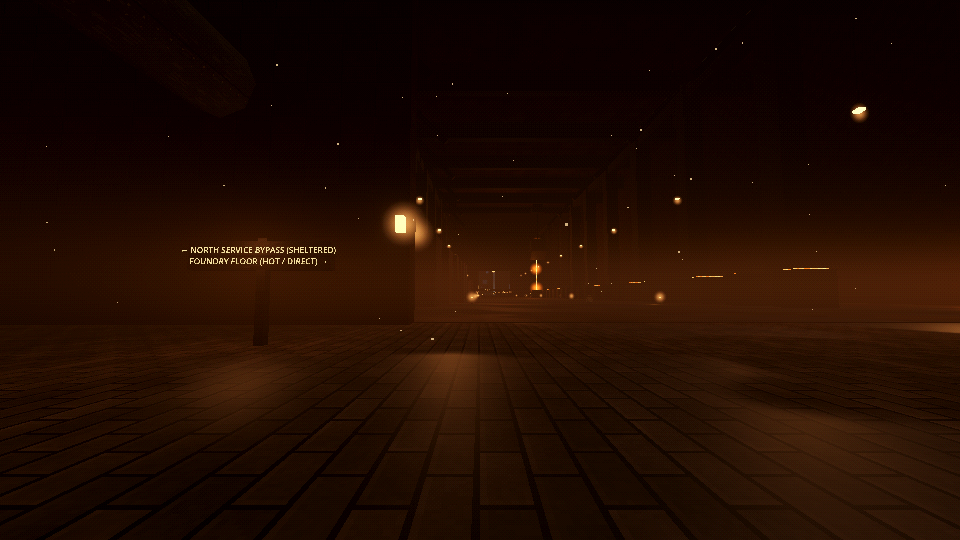 ← NORTH SERVICE BYPASS (SHELTERED)
FOUNDRY FLOOR (HOT / DIRECT) →